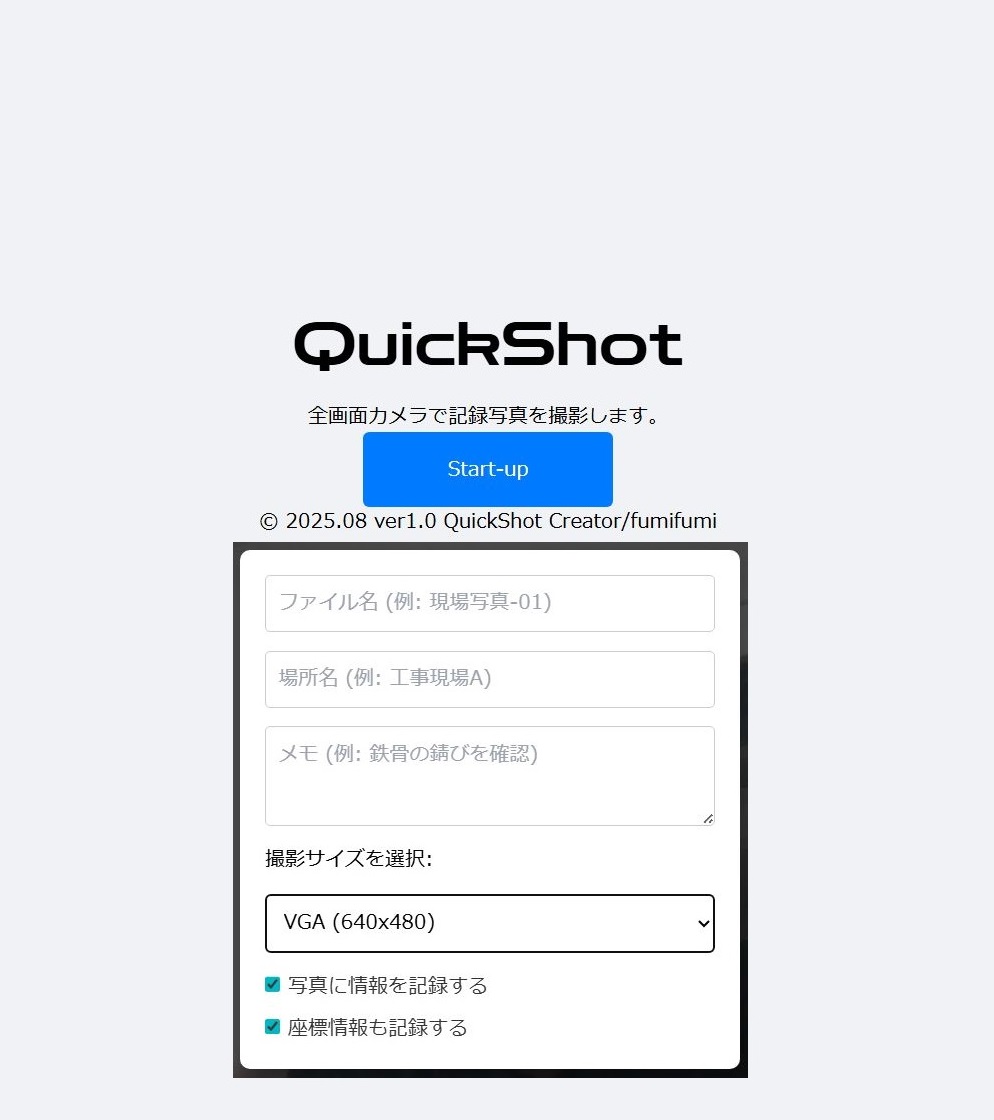 QuickShot
全画面カメラで記録写真を撮影します。
Start-up
© 2025.08 ver1.0 QuickShot Creator/fumifumi
ファイル名 (例: 現場写真-01)
場所名 (例: 工事現場A)
メモ (例: 鉄骨の錆びを確認)
撮影サイズを選択:
VGA (640x480)
写真に情報を記録する
座標情報も記録する